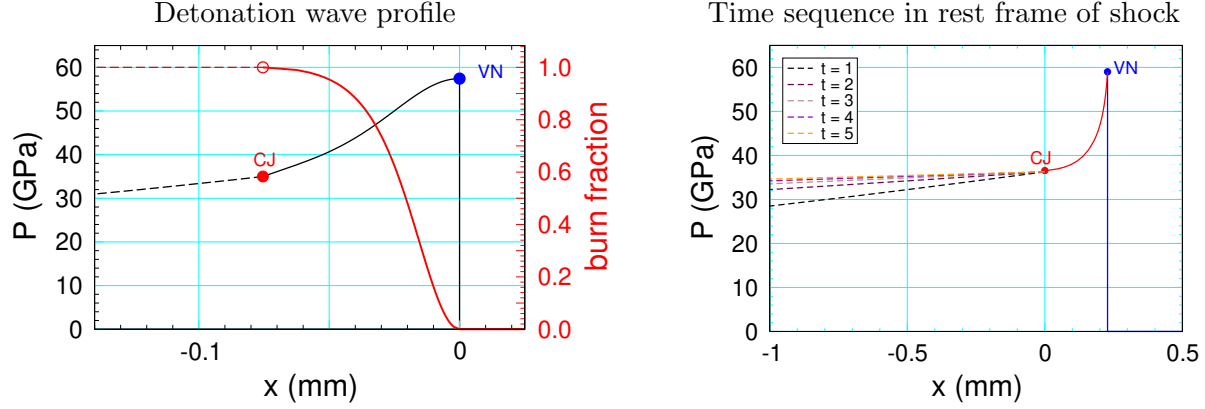 Detonation wave profile
60
50
40
30
20
10
0
P (GPa)
VN
CJ
1.0
0.8
0.6
0.4
0.2
0.0
burn fraction
-0.1
0
x (mm)
Time sequence in rest frame of shock
60
50
40
30
20
10
0
P (GPa)
t = 1
t = 2
t = 3
t = 4
t = 5
VN
CJ
-1
-0.5
0
0.5
x (mm)